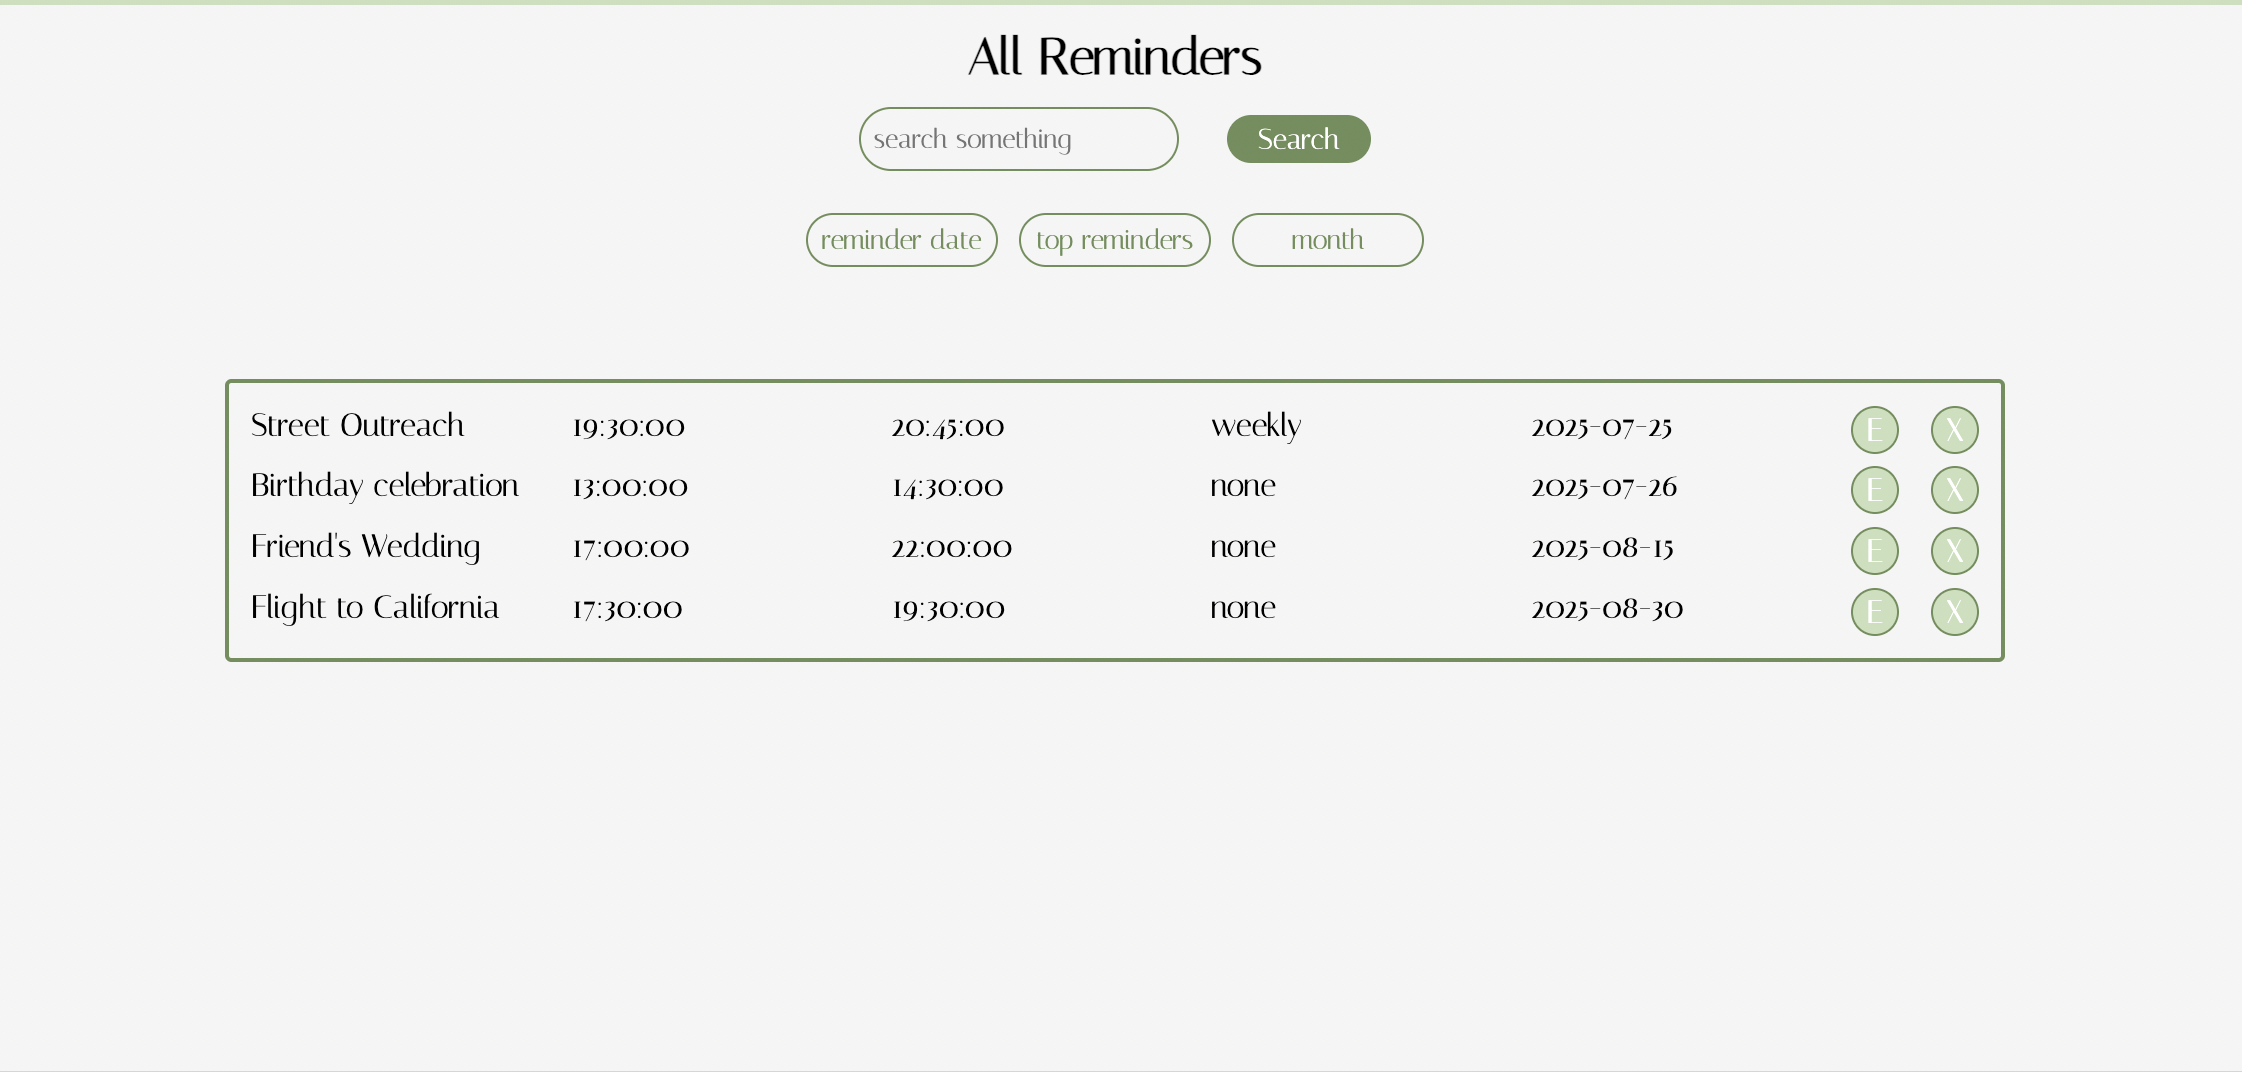 All Reminders
search something Search
reminder date top reminders month
Street Outreach 19:30:00 20:45:00 weekly 2025-07-25 E X
Birthday celebration 13:00:00 14:30:00 none 2025-07-26 E X
Friend's Wedding 17:00:00 22:00:00 none 2025-08-15 E X
Flight to California 17:30:00 19:30:00 none 2025-08-30 E X